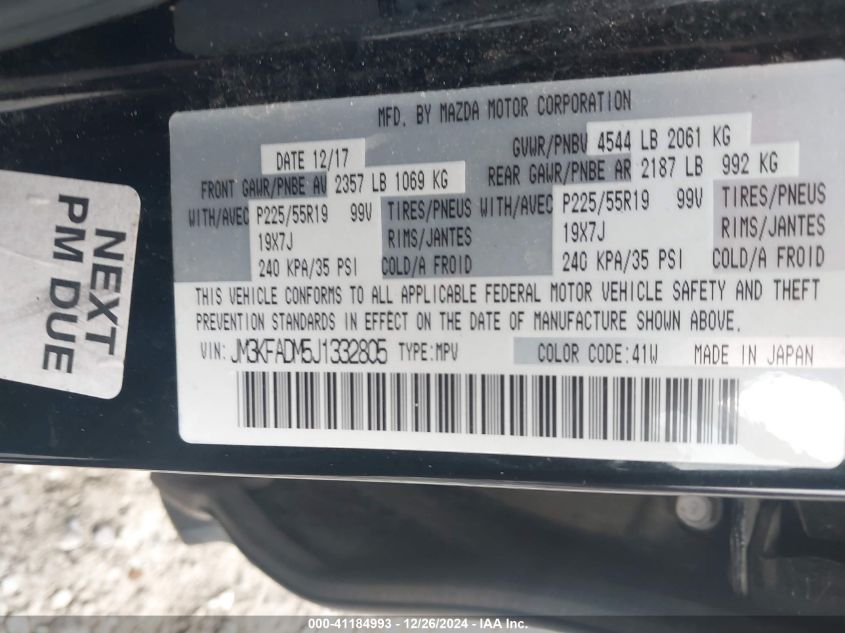 MFD. BY MAZDA MOTOR CORPORATION
DATE 12/17 GVWR/PNBV 4544 LB 2061 KG
FRONT GAWR/PNBE AV 2357 LB 1069 KG REAR GAWR/PNBE AR 2187 LB 992 KG
WITH/AVEC P225/55R19 99V TIRES/PNEUS WITH/AVEC P225/55R19 99V TIRES/PNEUS
19X7J RIMS/JANTES 19X7J RIMS/JANTES
240 KPA/35 PSI COLD/A FROID 240 KPA/35 PSI COLD/A FROID
THIS VEHICLE CONFORMS TO ALL APPLICABLE FEDERAL MOTOR VEHICLE SAFETY AND THEFT
PREVENTION STANDARDS IN EFFECT ON THE DATE OF MANUFACTURE SHOWN ABOVE.
VIN: JM3KFADM5J1332805 TYPE:MPV COLOR CODE:41W MADE IN JAPAN
NEXT
PM DUE
000-41184993 - 12/26/2024 - IAA Inc.